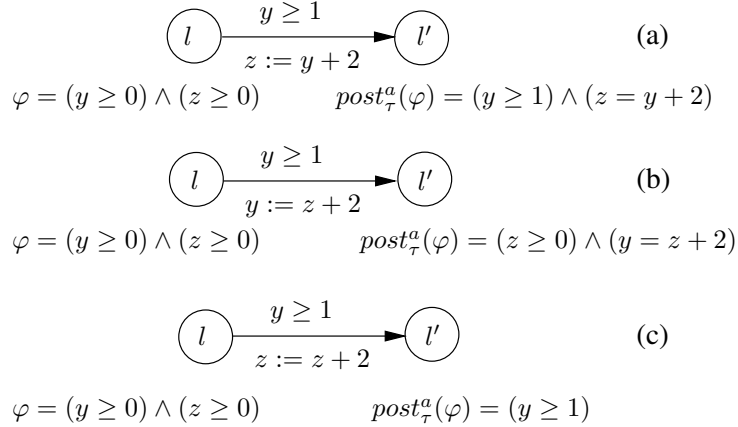 y ≥ 1
l l′ (a)
z := y + 2
φ = (y ≥ 0) ∧ (z ≥ 0) post^a_τ(φ) = (y ≥ 1) ∧ (z = y + 2)
y ≥ 1
l l′ (b)
y := z + 2
φ = (y ≥ 0) ∧ (z ≥ 0) post^a_τ(φ) = (z ≥ 0) ∧ (y = z + 2)
y ≥ 1
l l′ (c)
z := z + 2
φ = (y ≥ 0) ∧ (z ≥ 0) post^a_τ(φ) = (y ≥ 1)